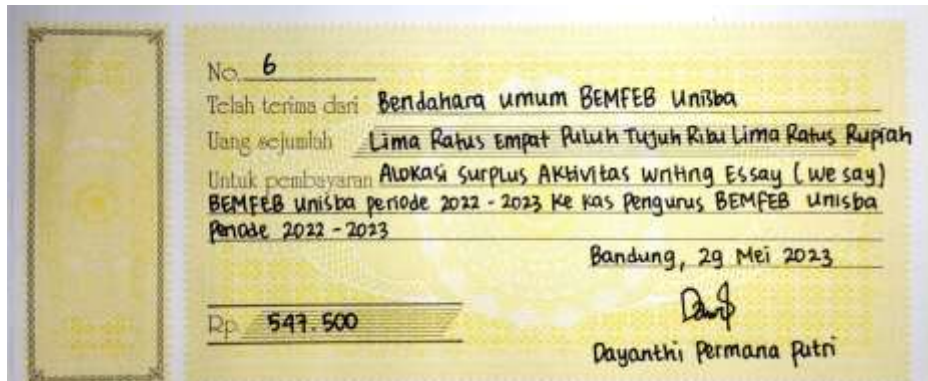 No. 6
Telah terima dari Bendahara umum BEMFEB Unisba
Uang sejumlah Lima Ratus Empat Puluh Tujuh Ribu Lima Ratus Rupiah
Untuk pembayaran Alokasi Surplus Aktivitas Writing Essay (we say)
BEMFEB Unisba periode 2022 - 2023 Ke Kas Pengurus BEMFEB Unisba
Periode 2022 - 2023
Bandung, 29 Mei 2023
Rp. 547.500
Dayanthi Permana Putri